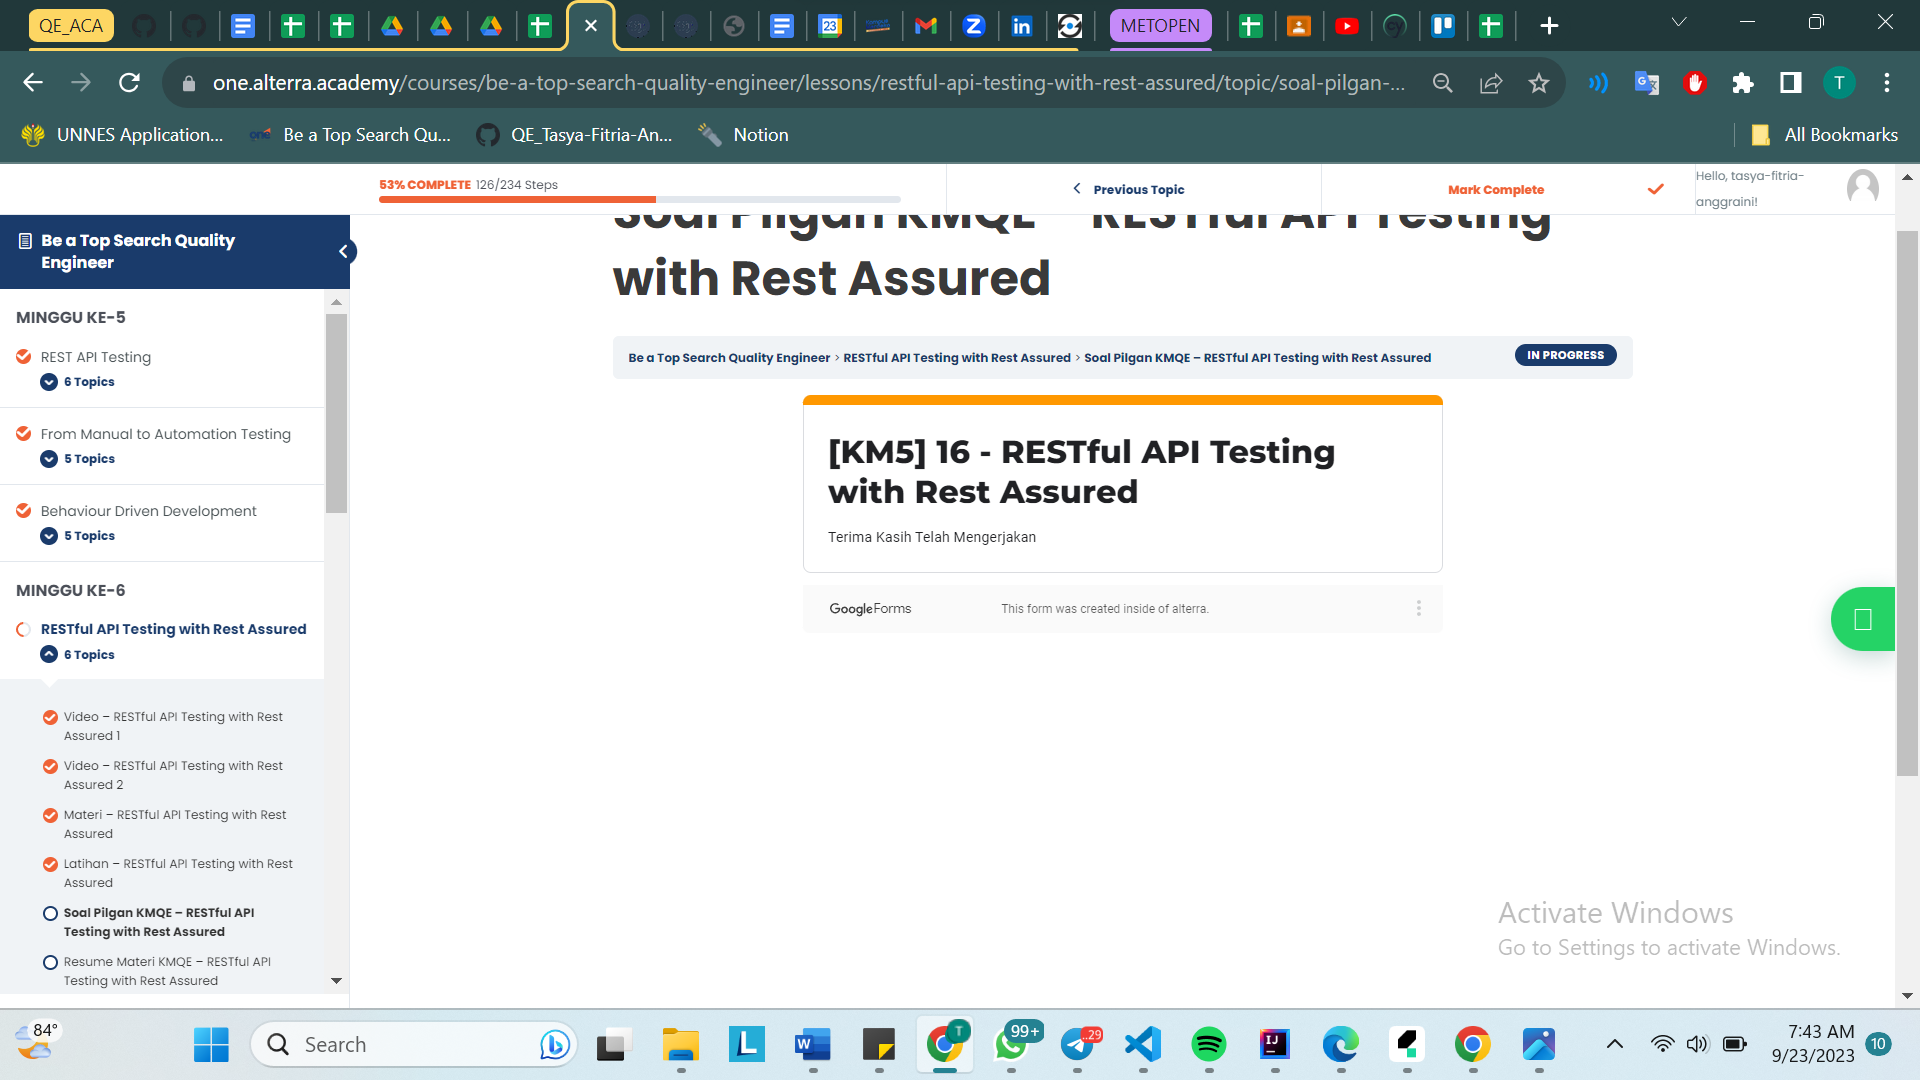 QE_ACA
METOPEN
one.alterra.academy/courses/be-a-top-search-quality-engineer/lessons/restful-api-testing-with-rest-assured/topic/soal-pilgan-...
UNNES Application...
Be a Top Search Qu...
QE_Tasya-Fitria-An...
Notion
All Bookmarks
53% COMPLETE 126/234 Steps
Previous Topic
Mark Complete
Hello, tasya-fitria-
anggraini!
Be a Top Search Quality
Engineer
MINGGU KE-5
REST API Testing
6 Topics
From Manual to Automation Testing
5 Topics
Behaviour Driven Development
5 Topics
MINGGU KE-6
RESTful API Testing with Rest Assured
6 Topics
Video – RESTful API Testing with Rest
Assured 1
Video – RESTful API Testing with Rest
Assured 2
Materi – RESTful API Testing with Rest
Assured
Latihan – RESTful API Testing with Rest
Assured
Soal Pilgan KMQE – RESTful API
Testing with Rest Assured
Resume Materi KMQE – RESTful API
Testing with Rest Assured
Soal Pilgan KMQE – RESTful API Testing
with Rest Assured
Be a Top Search Quality Engineer > RESTful API Testing with Rest Assured > Soal Pilgan KMQE – RESTful API Testing with Rest Assured
IN PROGRESS
[KM5] 16 - RESTful API Testing
with Rest Assured
Terima Kasih Telah Mengerjakan
Google Forms
This form was created inside of alterra.
Activate Windows
Go to Settings to activate Windows.
84°
Search
99+
..29
7:43 AM
9/23/2023
10